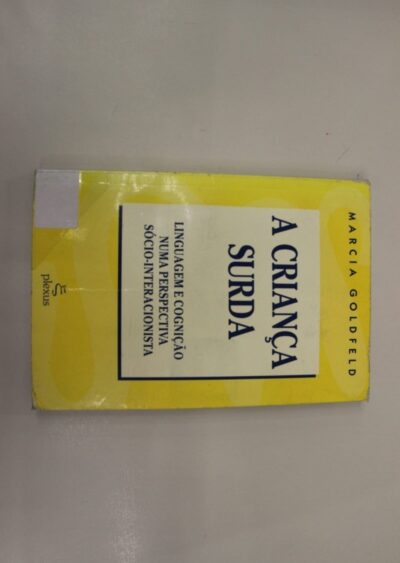 MARCIA GOLDFELD
A CRIANÇA
SURDA
LINGUAGEM E COGNIÇÃO
NUMA PERSPECTIVA
SÓCIO-INTERACIONISTA
plexus